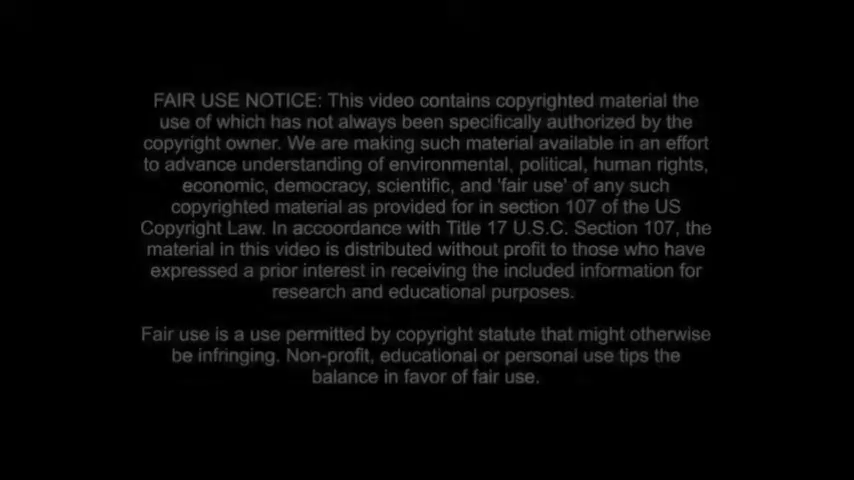 FAIR USE NOTICE: This video contains copyrighted material the
use of which has not always been specifically authorized by the
copyright owner. We are making such material available in an effort
to advance understanding of environmental, political, human rights,
economic, democracy, scientific, and 'fair use' of any such
copyrighted material as provided for in section 107 of the US
Copyright Law. In accoordance with Title 17 U.S.C. Section 107, the
material in this video is distributed without profit to those who have
expressed a prior interest in receiving the included information for
research and educational purposes.
Fair use is a use permitted by copyright statute that might otherwise
be infringing. Non-profit, educational or personal use tips the
balance in favor of fair use.